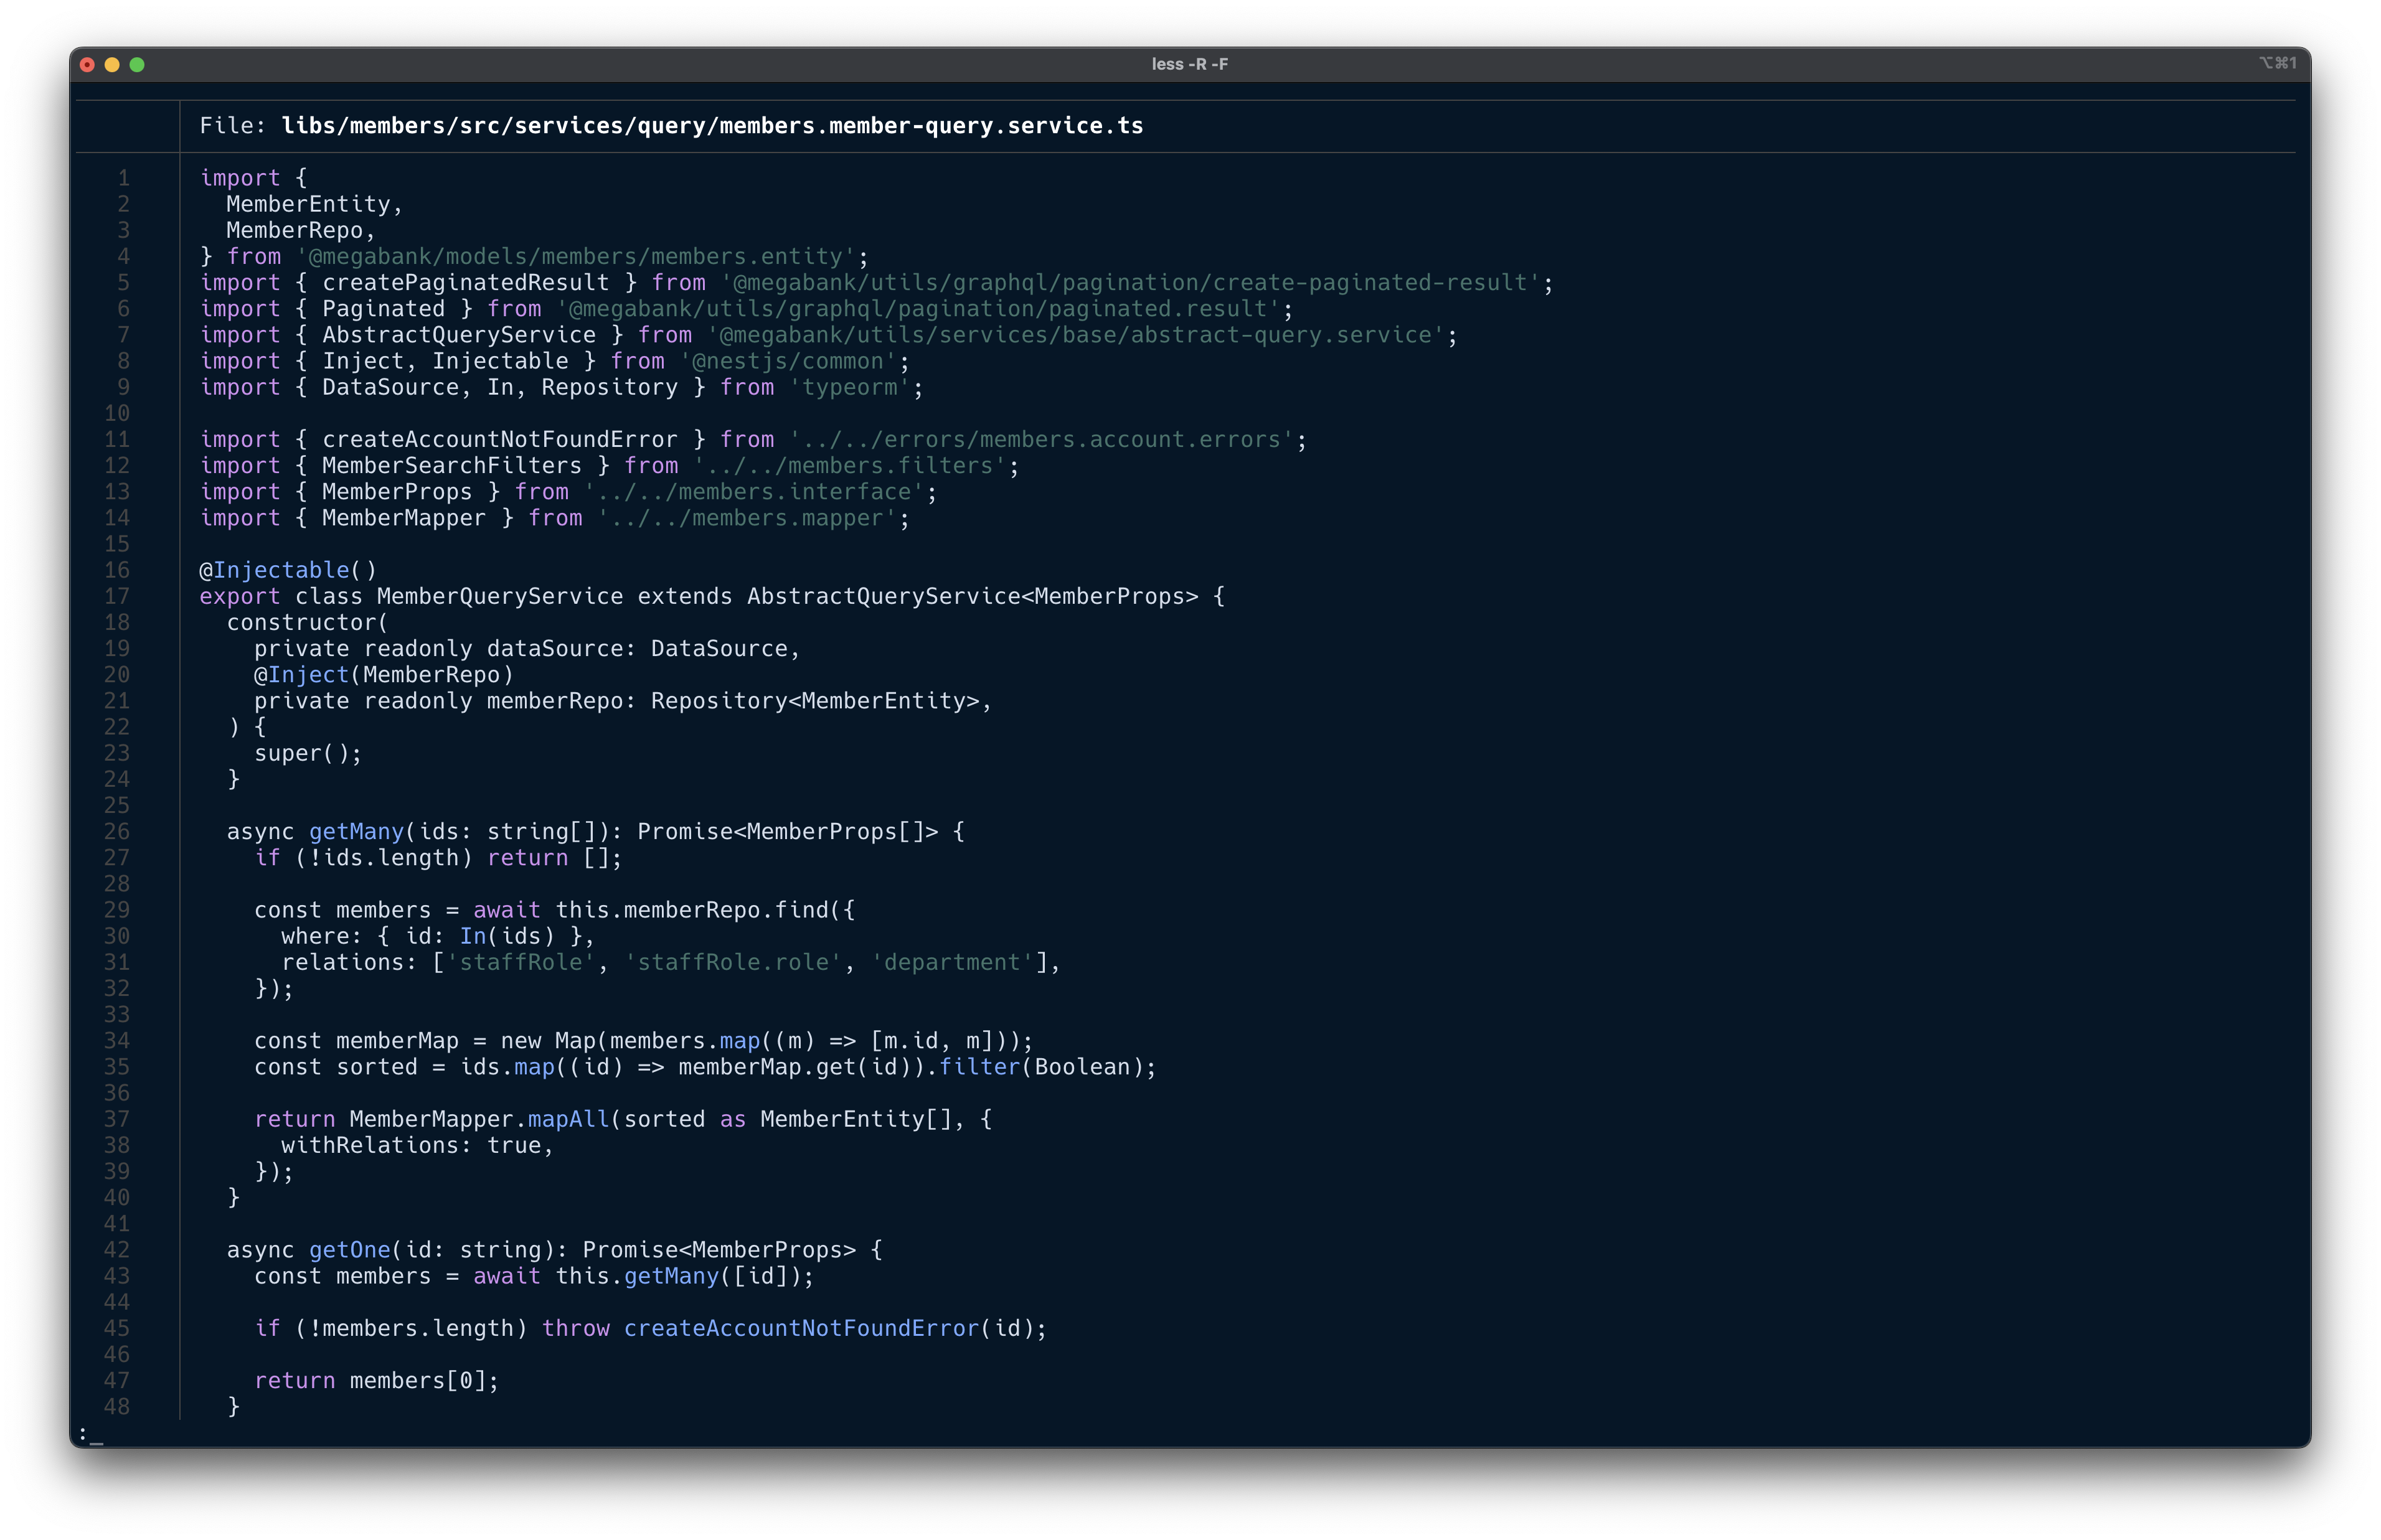 less -R -F
⌥⌘1
File: libs/members/src/services/query/members.member-query.service.ts
1 import {
2   MemberEntity,
3   MemberRepo,
4 } from '@megabank/models/members/members.entity';
5 import { createPaginatedResult } from '@megabank/utils/graphql/pagination/create-paginated-result';
6 import { Paginated } from '@megabank/utils/graphql/pagination/paginated.result';
7 import { AbstractQueryService } from '@megabank/utils/services/base/abstract-query.service';
8 import { Inject, Injectable } from '@nestjs/common';
9 import { DataSource, In, Repository } from 'typeorm';
10
11 import { createAccountNotFoundError } from '../../errors/members.account.errors';
12 import { MemberSearchFilters } from '../../members.filters';
13 import { MemberProps } from '../../members.interface';
14 import { MemberMapper } from '../../members.mapper';
15
16 @Injectable()
17 export class MemberQueryService extends AbstractQueryService<MemberProps> {
18   constructor(
19     private readonly dataSource: DataSource,
20     @Inject(MemberRepo)
21     private readonly memberRepo: Repository<MemberEntity>,
22   ) {
23     super();
24   }
25
26   async getMany(ids: string[]): Promise<MemberProps[]> {
27     if (!ids.length) return [];
28
29     const members = await this.memberRepo.find({
30       where: { id: In(ids) },
31       relations: ['staffRole', 'staffRole.role', 'department'],
32     });
33
34     const memberMap = new Map(members.map((m) => [m.id, m]));
35     const sorted = ids.map((id) => memberMap.get(id)).filter(Boolean);
36
37     return MemberMapper.mapAll(sorted as MemberEntity[], {
38       withRelations: true,
39     });
40   }
41
42   async getOne(id: string): Promise<MemberProps> {
43     const members = await this.getMany([id]);
44
45     if (!members.length) throw createAccountNotFoundError(id);
46
47     return members[0];
48   }
:_